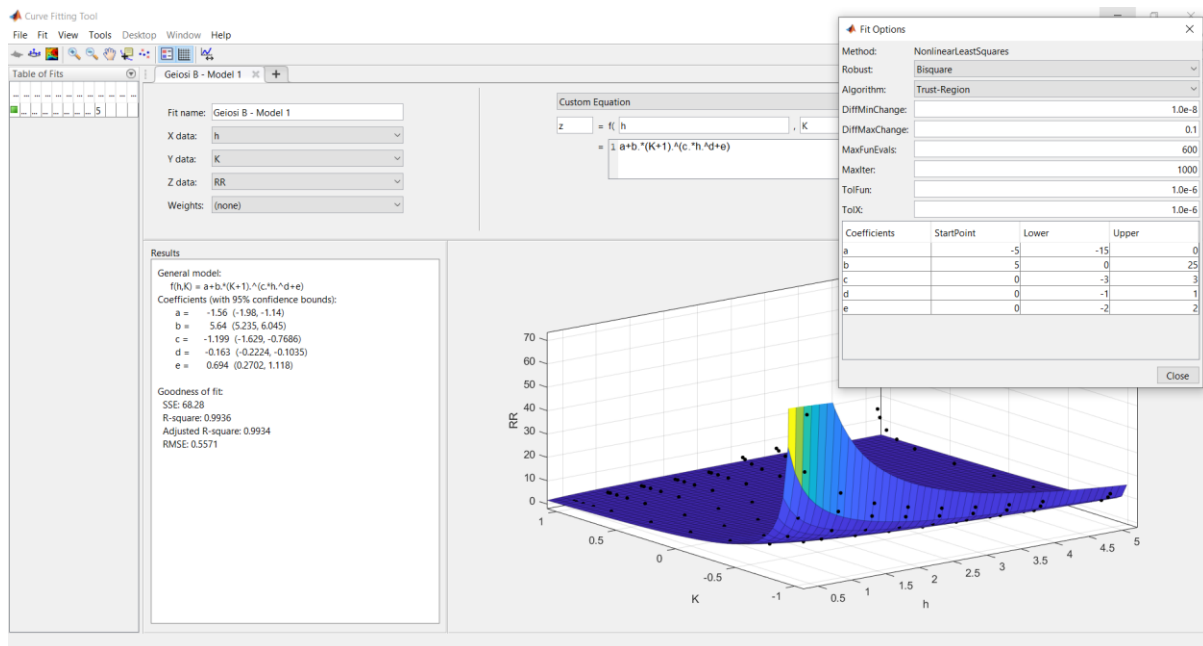 Curve Fitting Tool
File Fit View Tools Desktop Window Help
Table of Fits
5
Geiosi B - Model 1
Fit name: Geiosi B - Model 1
X data: h
Y data: K
Z data: RR
Weights: (none)
Custom Equation
z = f( h , K
= 1 a+b.*(K+1).^(c.*h.^d+e)
Results
General model:
f(h,K) = a+b.*(K+1).^(c.*h.^d+e)
Coefficients (with 95% confidence bounds):
a = -1.56 (-1.98, -1.14)
b = 5.64 (5.235, 6.045)
c = -1.199 (-1.629, -0.7686)
d = -0.163 (-0.2224, -0.1035)
e = 0.694 (0.2702, 1.118)
Goodness of fit:
SSE: 68.28
R-square: 0.9936
Adjusted R-square: 0.9934
RMSE: 0.5571
RR
70
60
50
40
30
20
10
0
1
0.5
0
-0.5
-1
K
0.5
1
1.5
2
2.5
3
3.5
4
4.5
5
h
Fit Options
Method: NonlinearLeastSquares
Robust: Bisquare
Algorithm: Trust-Region
DiffMinChange: 1.0e-8
DiffMaxChange: 0.1
MaxFunEvals: 600
MaxIter: 1000
TolFun: 1.0e-6
TolX: 1.0e-6
Coefficients StartPoint Lower Upper
a -5 -15 0
b 5 0 25
c 0 -3 3
d 0 -1 1
e 0 -2 2
Close